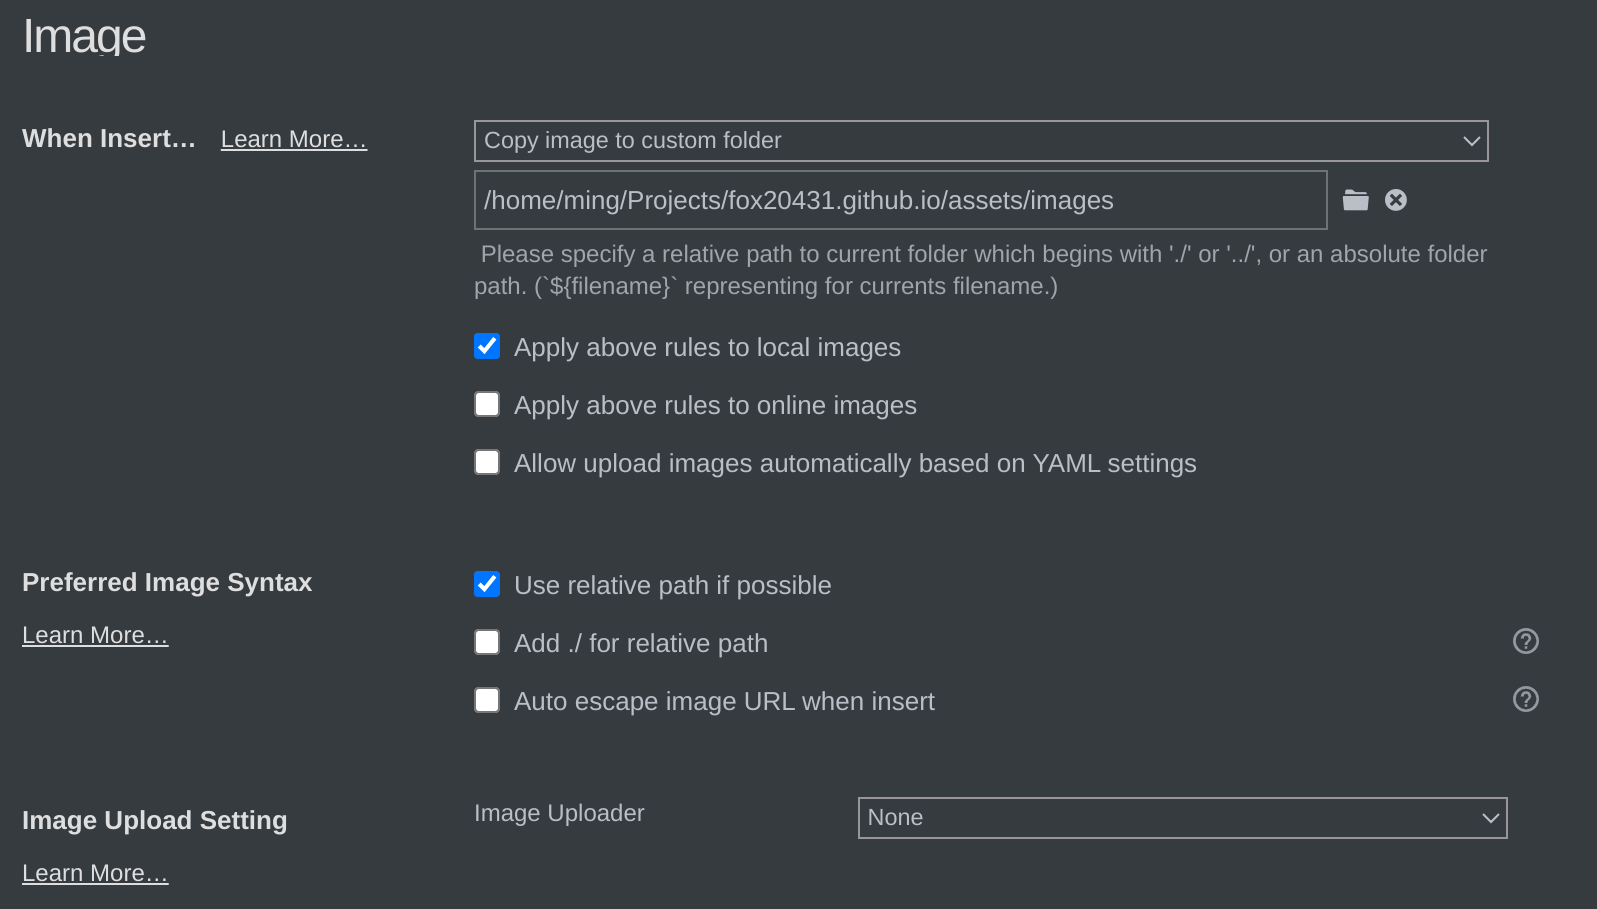 Image
When Insert... Learn More...
Copy image to custom folder
/home/ming/Projects/fox20431.github.io/assets/images
Please specify a relative path to current folder which begins with './' or '../', or an absolute folder
path. (`${filename}` representing for currents filename.)
Apply above rules to local images
Apply above rules to online images
Allow upload images automatically based on YAML settings
Preferred Image Syntax
Use relative path if possible
Learn More...
Add ./ for relative path
Auto escape image URL when insert
Image Upload Setting
Image Uploader
None
Learn More...